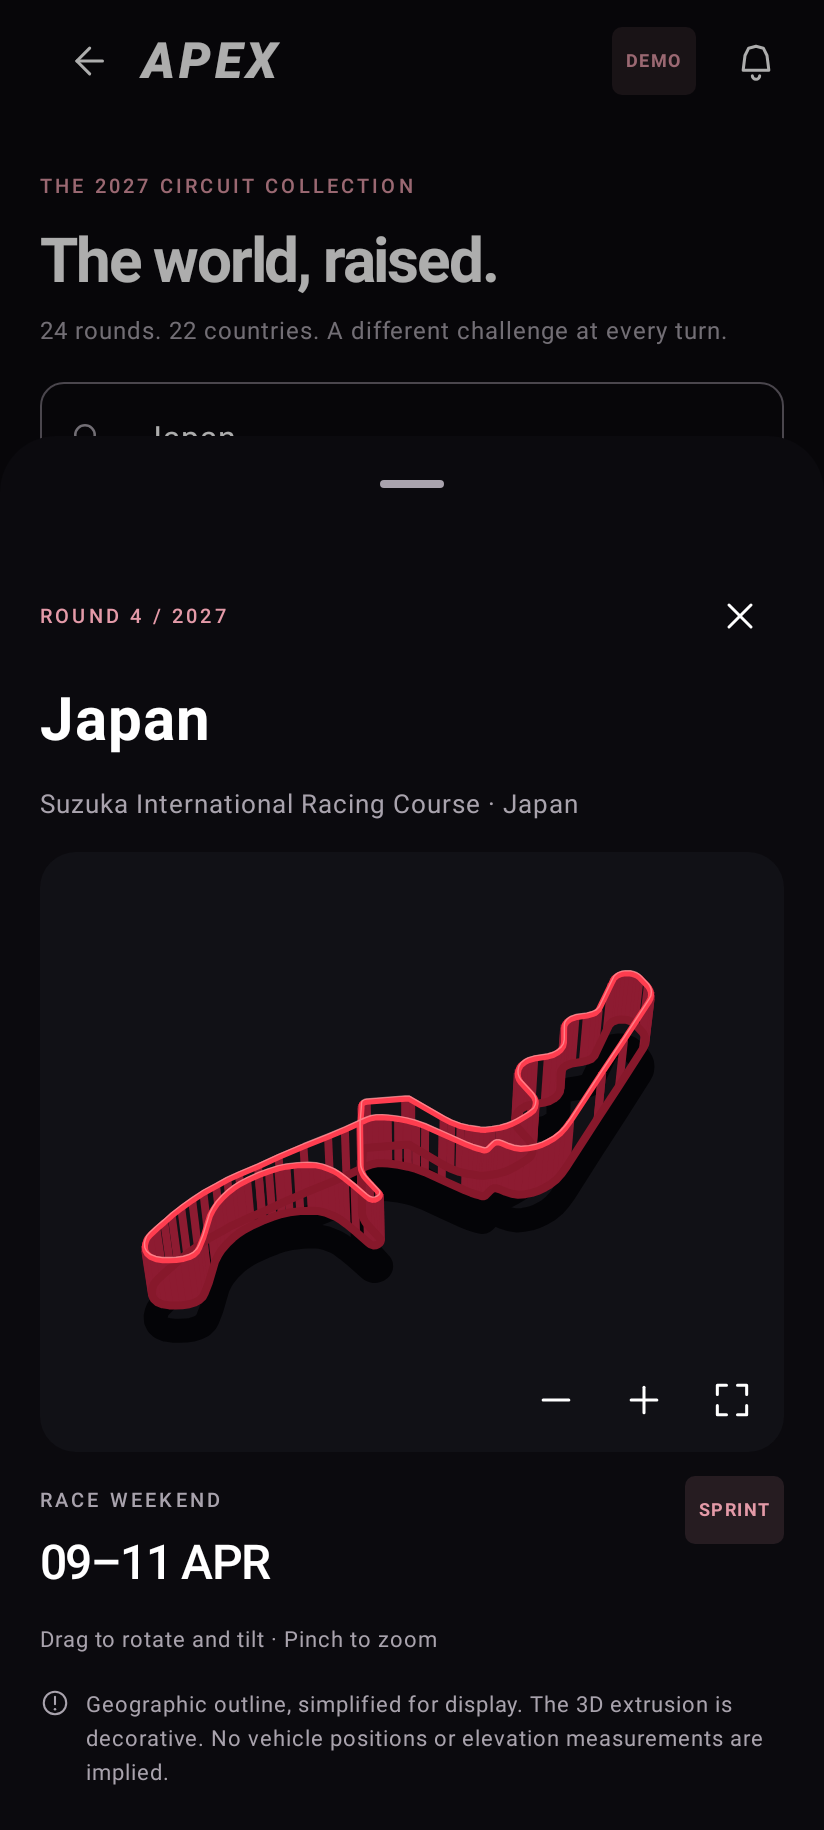 APEX
DEMO
THE 2027 CIRCUIT COLLECTION
The world, raised.
24 rounds. 22 countries. A different challenge at every turn.
Japan
ROUND 4 / 2027
Japan
Suzuka International Racing Course · Japan
RACE WEEKEND
SPRINT
09–11 APR
Drag to rotate and tilt · Pinch to zoom
Geographic outline, simplified for display. The 3D extrusion is
decorative. No vehicle positions or elevation measurements are
implied.